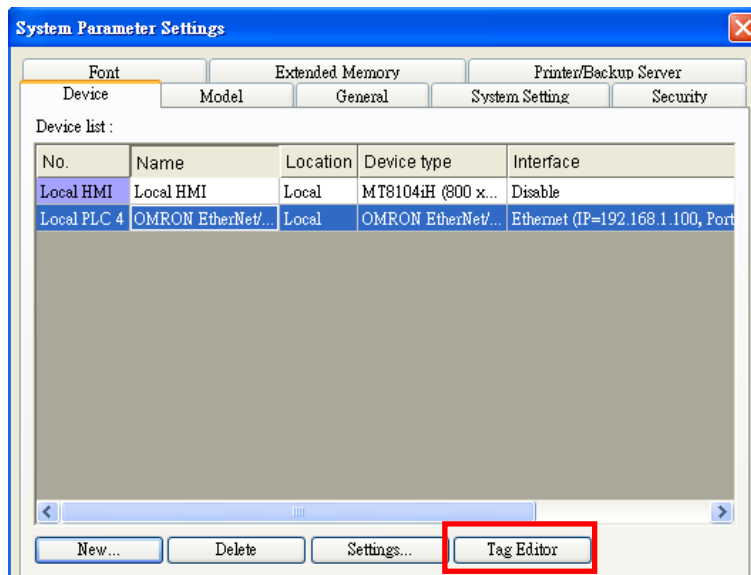 System Parameter Settings
Font Extended Memory Printer/Backup Server
Device Model General System Setting Security
Device list :
No. Name Location Device type Interface
Local HMI Local HMI Local MT8104iH (800 x... Disable
Local PLC 4 OMRON EtherNet/... Local OMRON EtherNet/... Ethernet (IP=192.168.1.100, Port
New... Delete Settings... Tag Editor